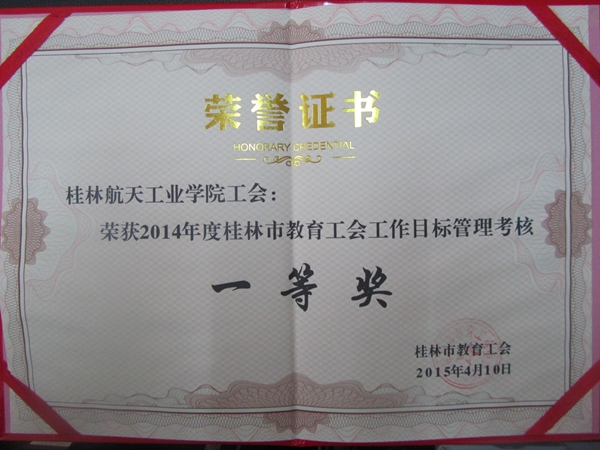 荣誉证书
HONORARY CREDENTIAL
桂林航天工业学院工会：
荣获2014年度桂林市教育工会工作目标管理考核
一等奖
桂林市教育工会
2015年4月10日